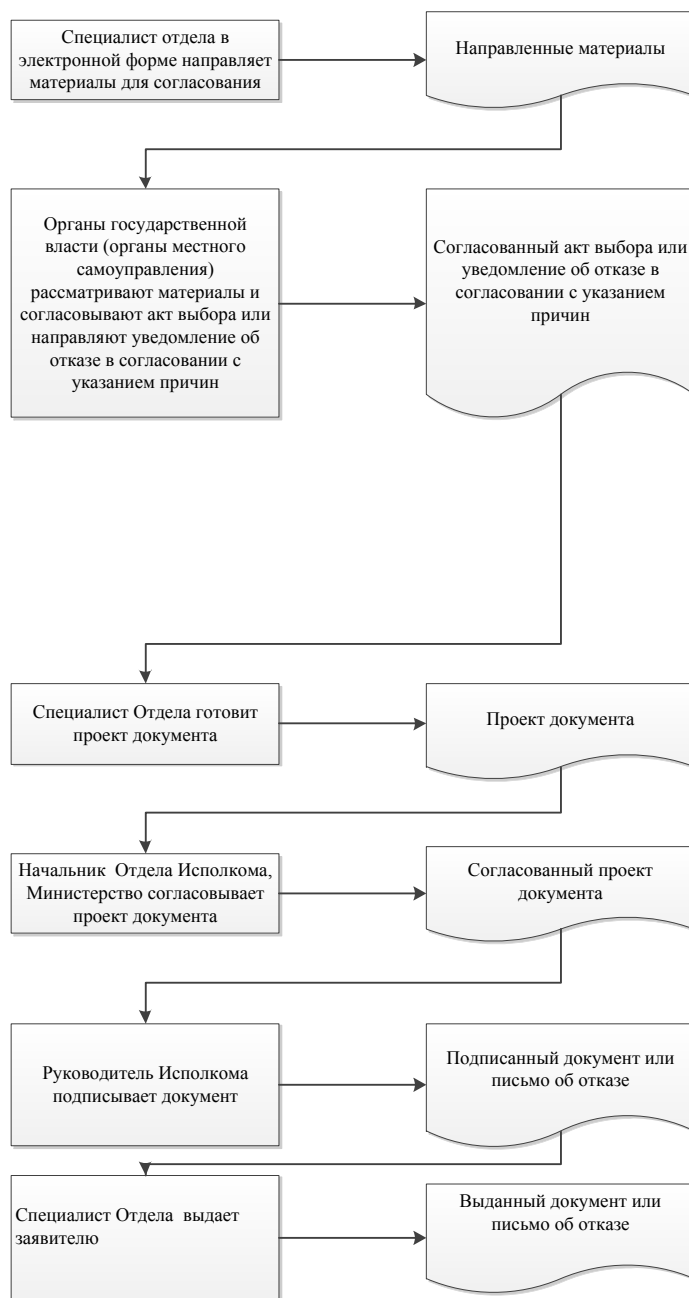 Специалист отдела в
электронной форме направляет
материалы для согласования
Направленные материалы
Органы государственной
власти (органы местного
самоуправления)
рассматривают материалы и
согласовывают акт выбора или
направляют уведомление об
отказе в согласовании с
указанием причин
Согласованный акт выбора или
уведомление об отказе в
согласовании с указанием
причин
Специалист Отдела готовит
проект документа
Проект документа
Начальник Отдела Исполкома,
Министерство согласовывает
проект документа
Согласованный проект
документа
Руководитель Исполкома
подписывает документ
Подписанный документ или
письмо об отказе
Специалист Отдела выдает
заявителю
Выданный документ или
письмо об отказе